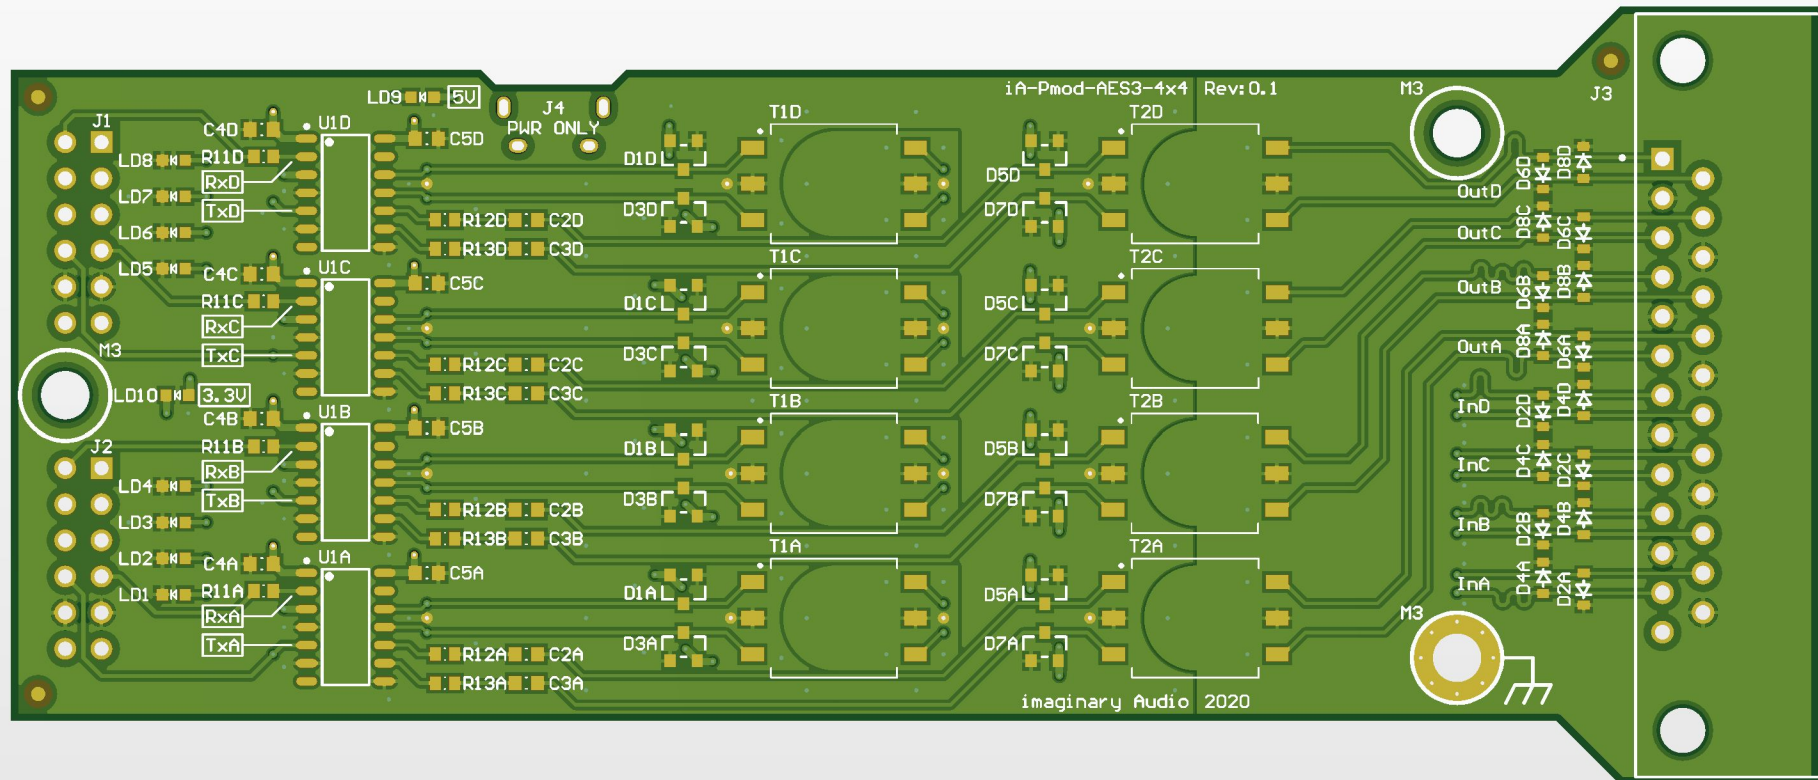 iA-Pmod-AES3-4x4 Rev:0.1
M3
J3
LD9 5V
J4
PWR ONLY
J1
C4D
U1D
C5D
T1D
T2D
LD8
R11D
RxD
D1D
D5D
D6D
D8D
LD7
TxD
D3D
D7D
OutD
LD6
R12D
C2D
D8C
D6C
OutC
R13D
C3D
LD5
C4C
U1C
C5C
T1C
T2C
R11C
D1C
D5C
OutB
D6B
D8B
RxC
M3
TxC
D3C
D7C
OutA
D8A
D6A
R12C
C2C
LD10 3.3V
R13C
C3C
C4B
U1B
C5B
T1B
T2B
InD
D2D
D4D
J2
R11B
D1B
D5B
RxB
InC
D4C
D2C
LD4
TxB
D3B
D7B
R12B
C2B
LD3
InB
D2B
D4B
R13B
C3B
LD2
C4A
U1A
C5A
T1A
T2A
LD1
R11A
D1A
D5A
InA
D4A
D2A
RxA
M3
TxA
D3A
D7A
R12A
C2A
R13A
C3A
imaginary Audio 2020